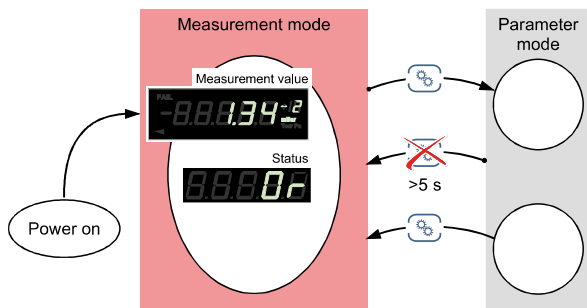 Measurement mode
Parameter
mode
Measurement value
FAIL
1.34 -2
Torr Pa
Status
or
>5 s
Power on